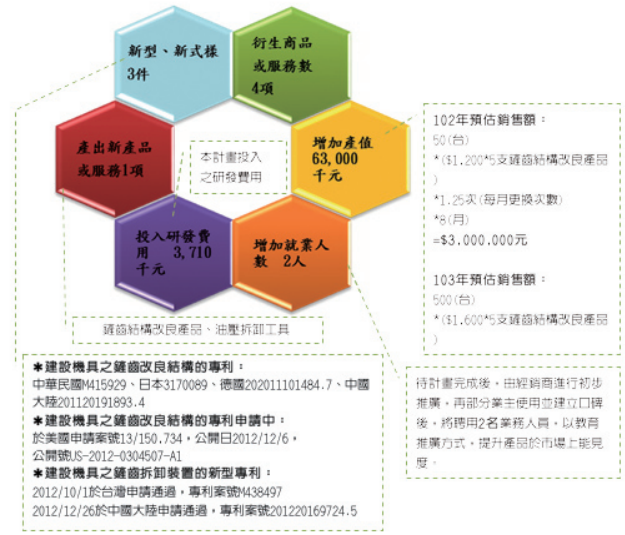 新型、新式樣
3件
衍生商品
或服務數
4項
產出新產品
或服務1項
本計畫投入
之研發費用
增加產值
63,000
千元
投入研發費
用 3,710
千元
增加就業人
數 2人
鏟齒結構改良產品、油壓拆卸工具
102年預估銷售額：
50(台)
*($1.200*5支鏟齒結構改良產品
)
*1.25次(每月更換次數)
*8(月)
=$3.000.000元
103年預估銷售額：
500(台)
*($1.600*5支鏟齒結構改良產品
)
＊建設機具之鏟齒改良結構的專利：
中華民國M415929、日本3170089、德國202011101484.7、中國
大陸201120191893.4
＊建設機具之鏟齒改良結構的專利申請中：
於美國申請案號13/150.734，公開日2012/12/6，
公開號US-2012-0304507-A1
＊建設機具之鏟齒拆卸裝置的新型專利：
2012/10/1於台灣申請通過，專利案號M438497
2012/12/26於中國大陸申請通過，專利案號201220169724.5
待計畫完成後，由經銷商進行初步
推廣，再部分業主使用並建立口碑
後，將聘用2名業務人員，以教育
推廣方式，提升產品於市場上能見
度。